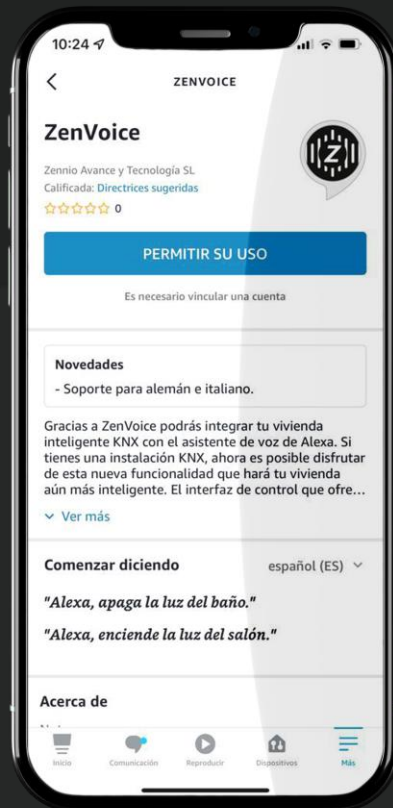 10:24
ZENVOICE
ZenVoice
Zennio Avance y Tecnología SL
Calificada: Directrices sugeridas
0
Z
PERMITIR SU USO
Es necesario vincular una cuenta
Novedades
- Soporte para alemán e italiano.
Gracias a ZenVoice podrás integrar tu vivienda
inteligente KNX con el asistente de voz de Alexa. Si
tienes una instalación KNX, ahora es posible disfrutar
de esta nueva funcionalidad que hará tu vivienda
aún más inteligente. El interfaz de control que ofre...
Ver más
Comenzar diciendo español (ES)
"Alexa, apaga la luz del baño."
"Alexa, enciende la luz del salón."
Acerca de
Inicio Comunicación Reproducir Dispositivos Más